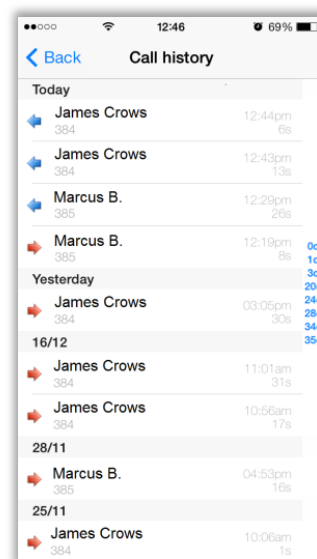 12:46
69%
Back
Call history
Today
James Crows
384
12:44pm
6s
James Crows
384
12:43pm
13s
Marcus B.
385
12:29pm
26s
Marcus B.
385
12:19pm
8s
Yesterday
James Crows
384
03:05pm
30s
16/12
James Crows
384
11:01am
31s
James Crows
384
10:56am
17s
28/11
Marcus B.
385
04:53pm
16s
25/11
James Crows
384
10:06am
1s